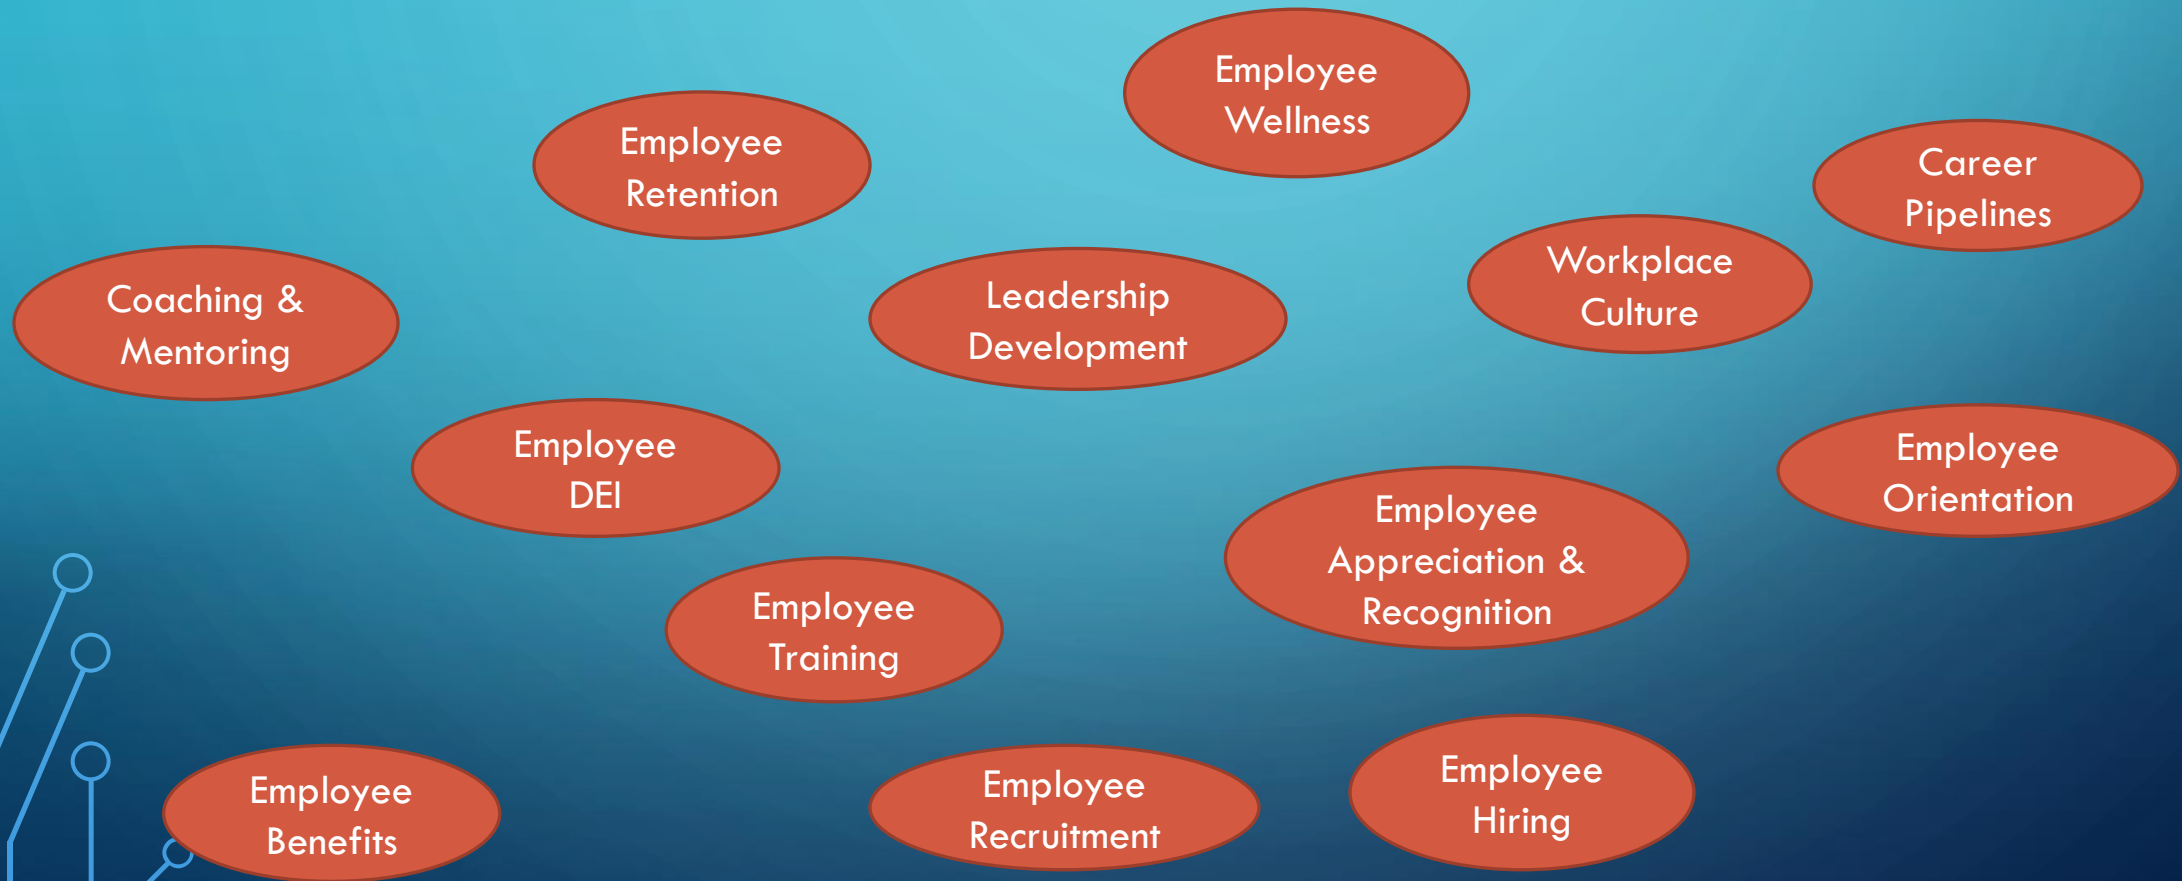 Employee
Wellness
Employee
Retention
Career
Pipelines
Workplace
Culture
Coaching &
Mentoring
Leadership
Development
Employee
DEI
Employee
Orientation
Employee
Appreciation &
Recognition
Employee
Training
Employee
Benefits
Employee
Recruitment
Employee
Hiring